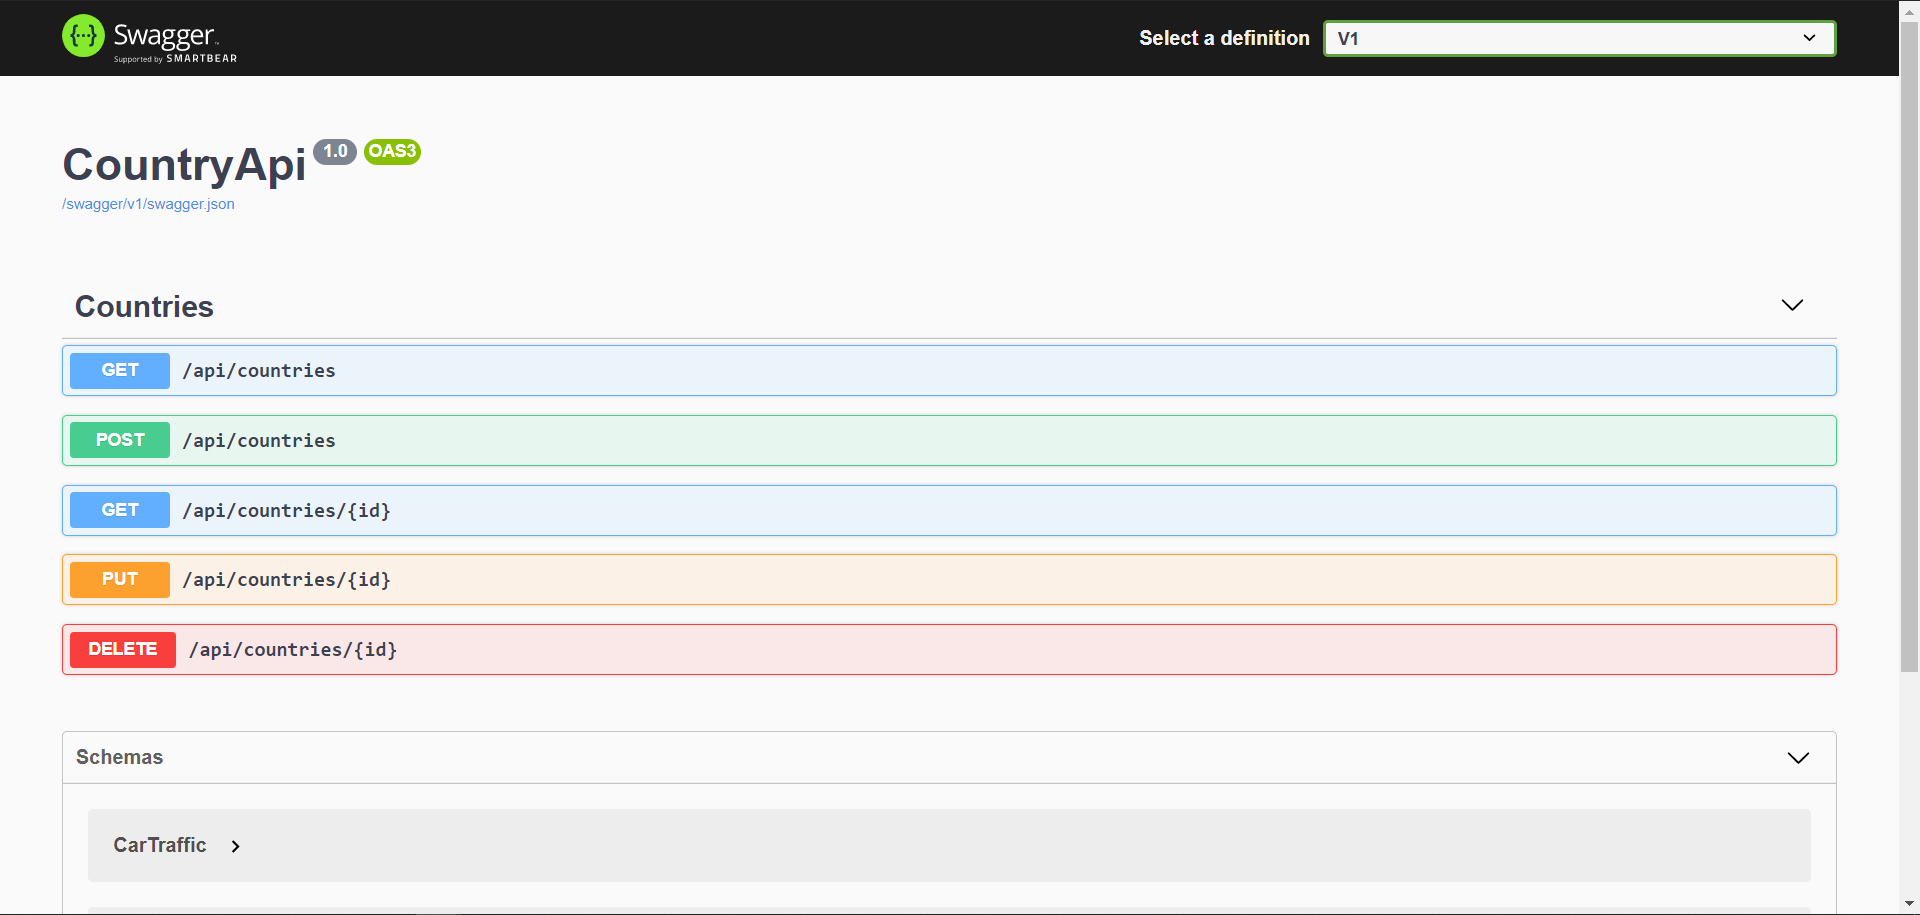 Swagger
Supported by SMARTBEAR
Select a definition
V1
CountryApi 1.0 OAS3
/swagger/v1/swagger.json
Countries
GET /api/countries
POST /api/countries
GET /api/countries/{id}
PUT /api/countries/{id}
DELETE /api/countries/{id}
Schemas
CarTraffic